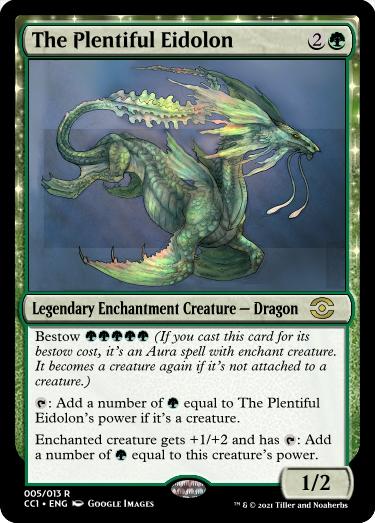 The Plentiful Eidolon 2
Legendary Enchantment Creature — Dragon
Bestow (If you cast this card for its
bestow cost, it's an Aura spell with enchant creature.
It becomes a creature again if it's not attached to a
creature.)
: Add a number of equal to The Plentiful
Eidolon's power if it's a creature.
Enchanted creature gets +1/+2 and has : Add
a number of equal to this creature's power.
1/2
005/013 R
CC1 • ENG Google Images
™ & © 2021 Tiller and Noaherbs